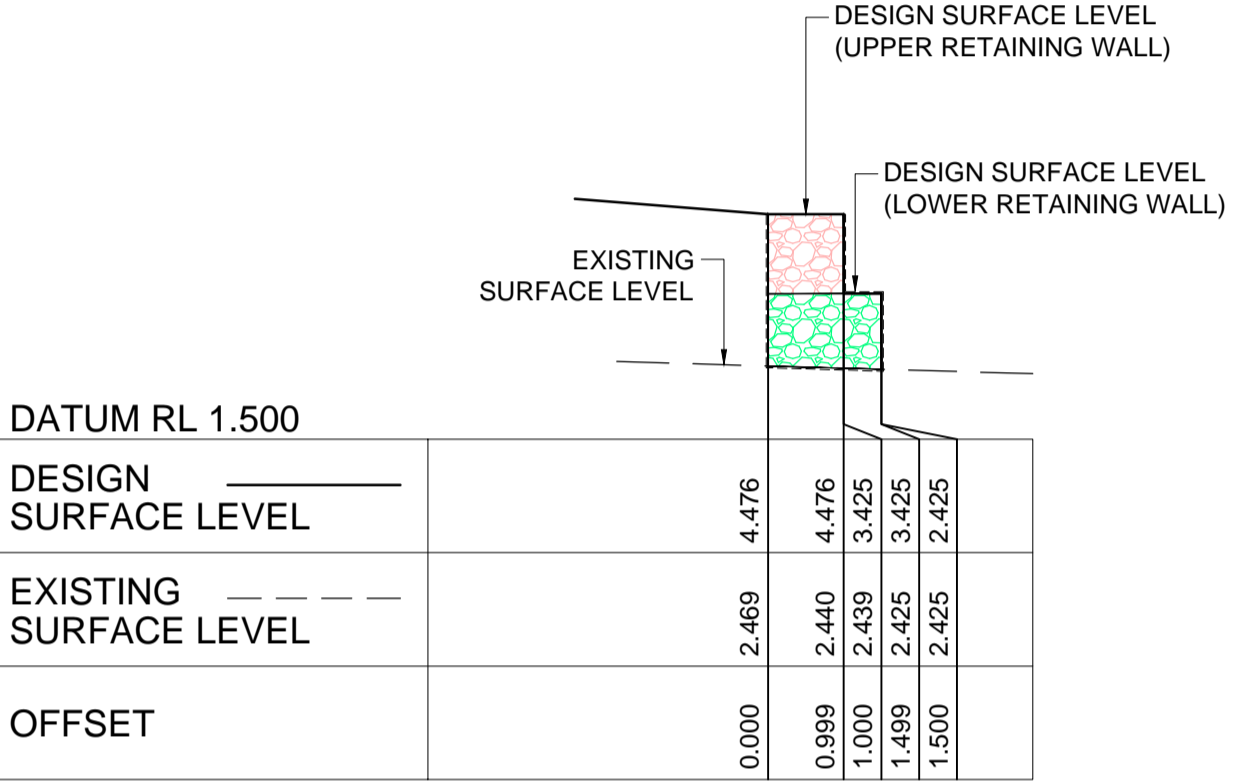 DESIGN SURFACE LEVEL
(UPPER RETAINING WALL)
DESIGN SURFACE LEVEL
(LOWER RETAINING WALL)
EXISTING
SURFACE LEVEL
DATUM RL 1.500
DESIGN
SURFACE LEVEL
4.476
4.476
3.425
3.425
2.425
EXISTING
SURFACE LEVEL
2.469
2.440
2.439
2.425
2.425
OFFSET
0.000
0.999
1.000
1.499
1.500